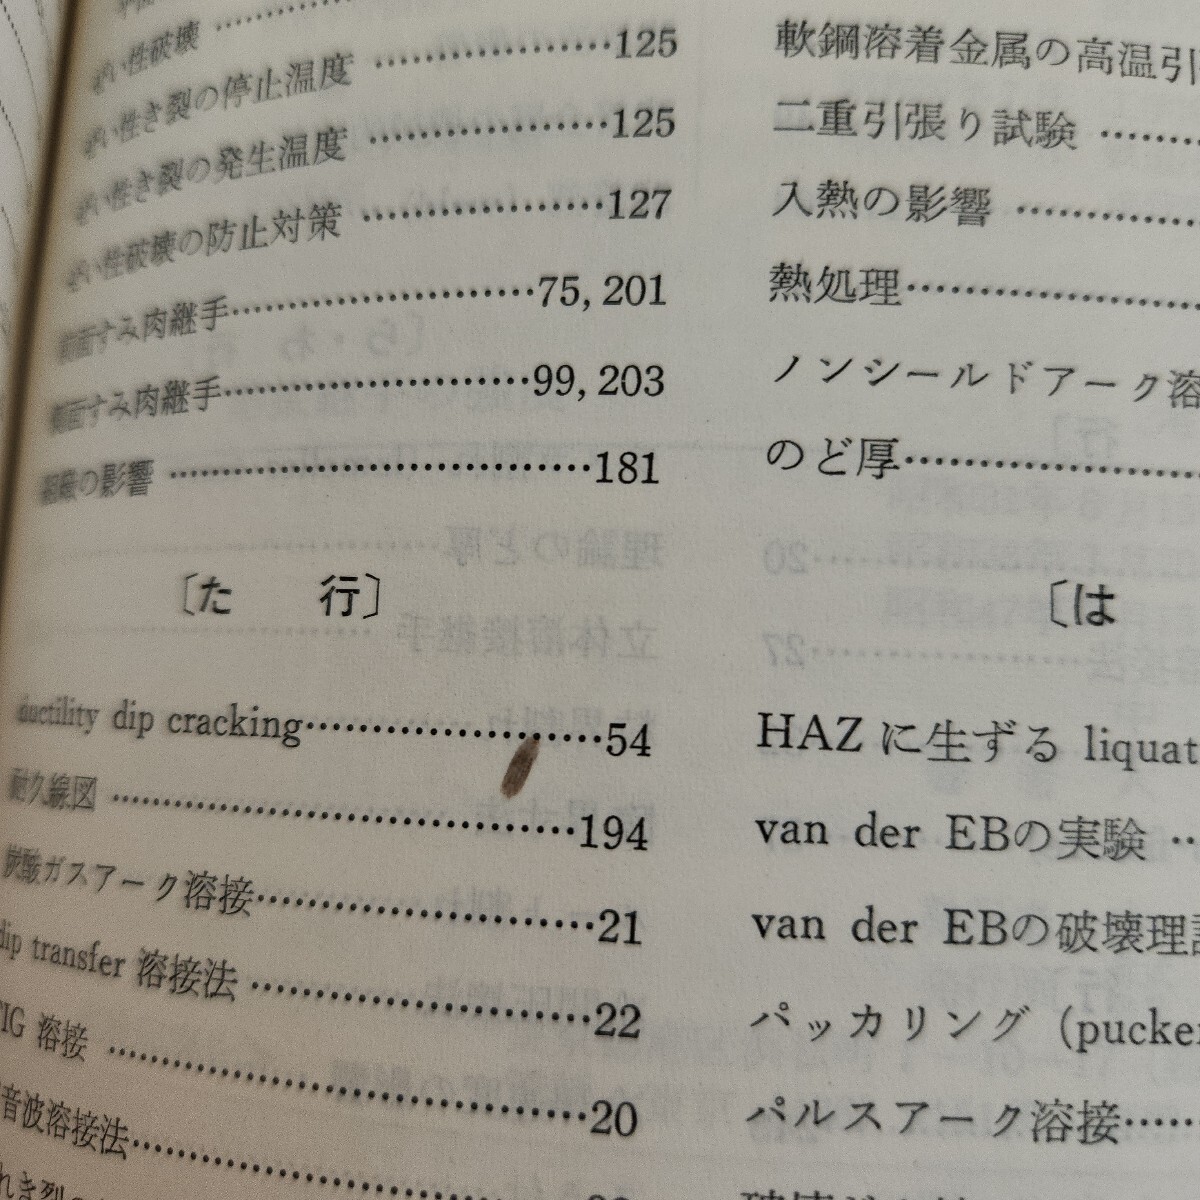 ぜい性破壊
ぜい性き裂の停止温度 125
ぜい性き裂の発生温度 125
ぜい性破壊の防止対策 127
前面すみ肉継手 75, 201
側面すみ肉継手 99, 203
組織の影響 181
〔た 行〕
ductility dip cracking 54
耐久線図 194
炭酸ガスアーク溶接 21
dip transfer 溶接法 22
TIG 溶接 20
音波溶接法
軟鋼溶着金属の高温引
二重引張り試験
入熱の影響
熱処理
ノンシールドアーク溶
のど厚
〔は
HAZ に生ずる liquat
van der EBの実験
van der EBの破壊理
パッカリング (pucker
パルスアーク溶接